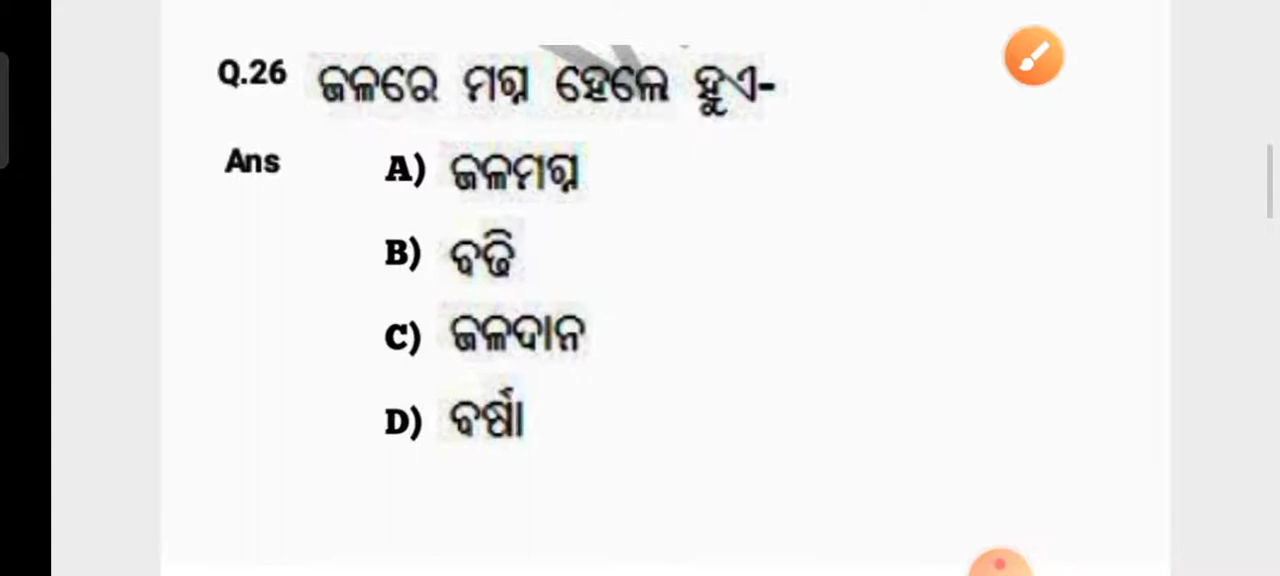 Q.26 ଜଳରେ ମଗ୍ନ ହେଲେ ହୁଏ-
Ans A) ଜଳମଗ୍ନ
B) ବଢି
C) ଜଳଦାନ
D) ବର୍ଷା